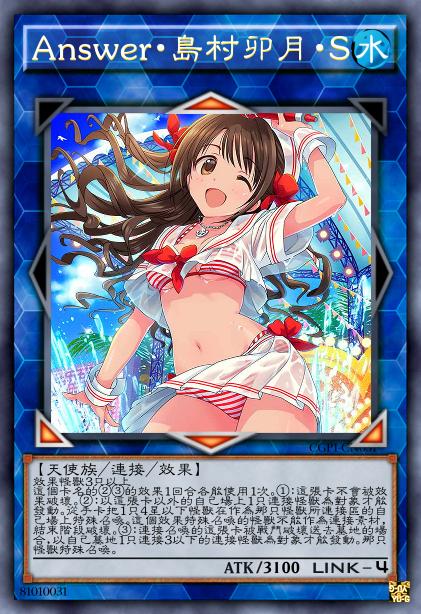 Answer・島村卯月・S
水
CGPI-CN031
【天使族/連接/效果】
效果怪獸3只以上
這個卡名的②③的效果1回合各能使用1次。①:這張卡不會被效
果破壞。②:以這張卡以外的自己場上1只連接怪獸為對象才能
發動。從手卡把1只4星以下怪獸在作為那只怪獸所連接區的自
己場上特殊召喚。這個效果特殊召喚的怪獸不能作為連接素材,
結束階段破壞。③:連接召喚的這張卡被戰鬥破壞送去墓地的場
合,以自己墓地1只連接3以下的連接怪獸為對象才能發動。那只
怪獸特殊召喚。
ATK/3100 LINK-4
81010031